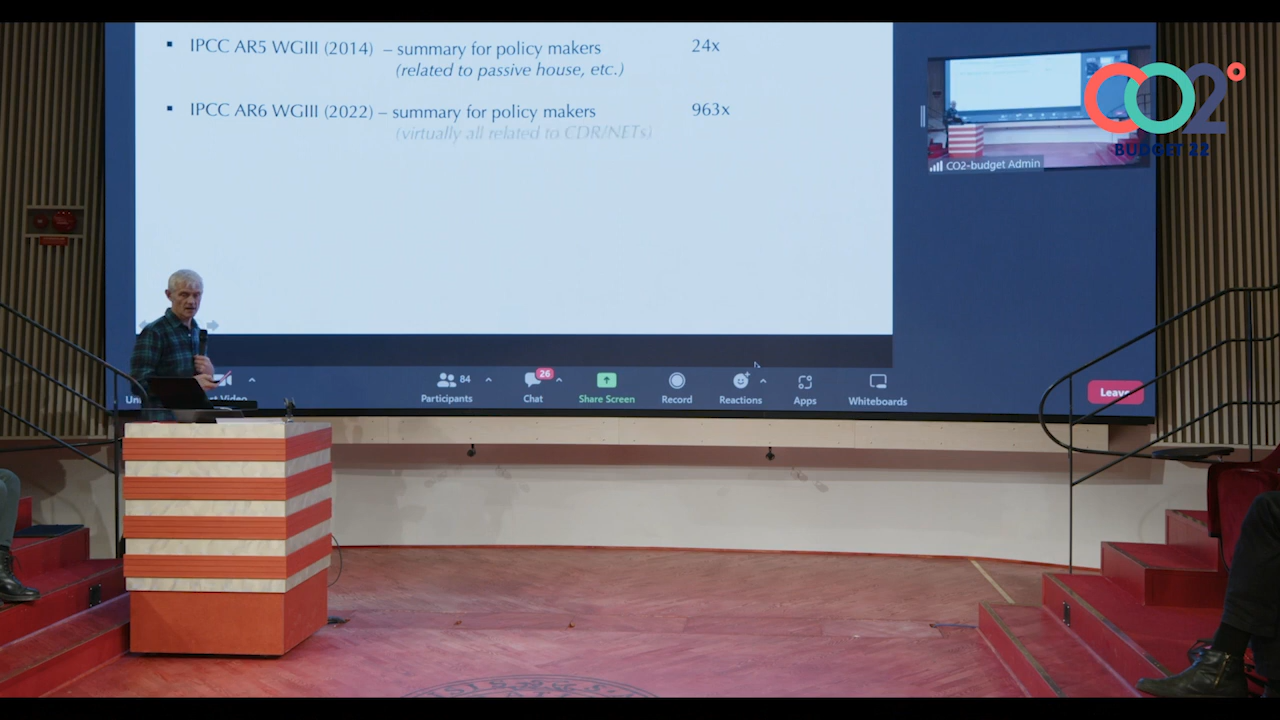 ▪ IPCC AR5 WGIII (2014) – summary for policy makers 24x
(related to passive house, etc.)
▪ IPCC AR6 WGIII (2022) – summary for policy makers 963x
(virtually all related to CDR/NETs)
CO2°
BUDGET 22
CO2-budget Admin
84
26
Video
Participants
Chat
Share Screen
Record
Reactions
Apps
Whiteboards
Leave